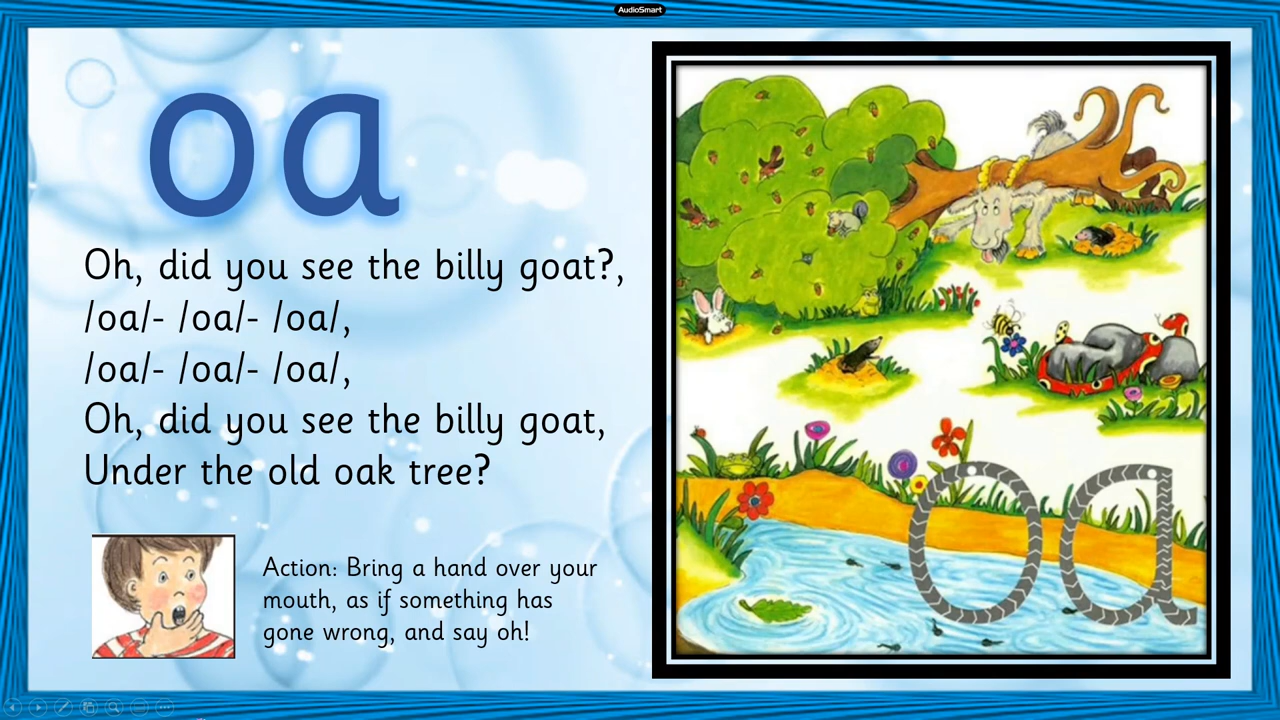 AudioSmart
oa
Oh, did you see the billy goat?,
/oa/- /oa/- /oa/,
/oa/- /oa/- /oa/,
Oh, did you see the billy goat,
Under the old oak tree?
Action: Bring a hand over your
mouth, as if something has
gone wrong, and say oh!
oa